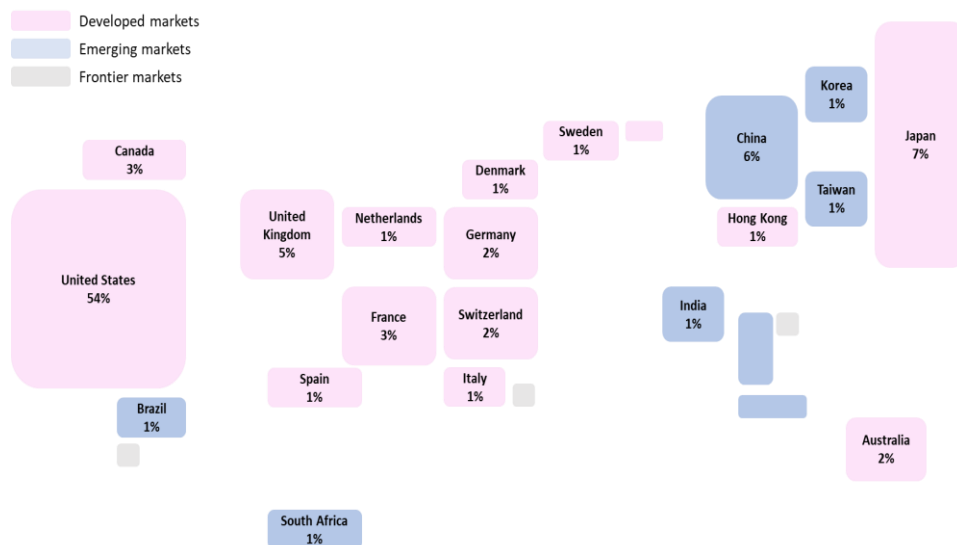 Developed markets
Emerging markets
Frontier markets
Canada
3%
United States
54%
Brazil
1%
United
Kingdom
5%
Netherlands
1%
France
3%
Spain
1%
South Africa
1%
Sweden
1%
Denmark
1%
Germany
2%
Switzerland
2%
Italy
1%
China
6%
Korea
1%
Taiwan
1%
Hong Kong
1%
Japan
7%
India
1%
Australia
2%